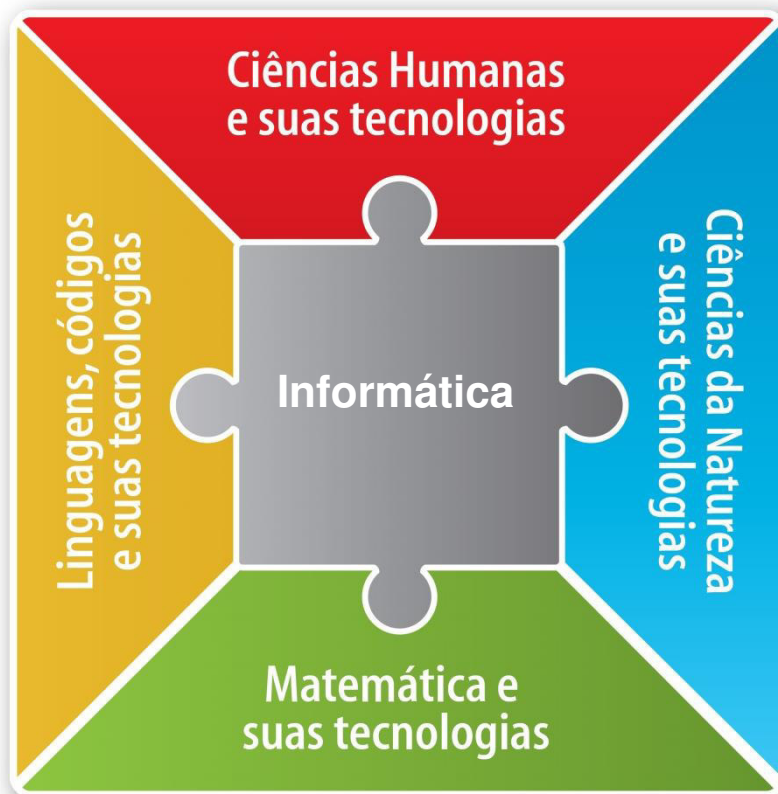 Ciências Humanas
e suas tecnologias
Linguagens, códigos
e suas tecnologias
Informática
Ciências da Natureza
e suas tecnologias
Matemática e
suas tecnologias